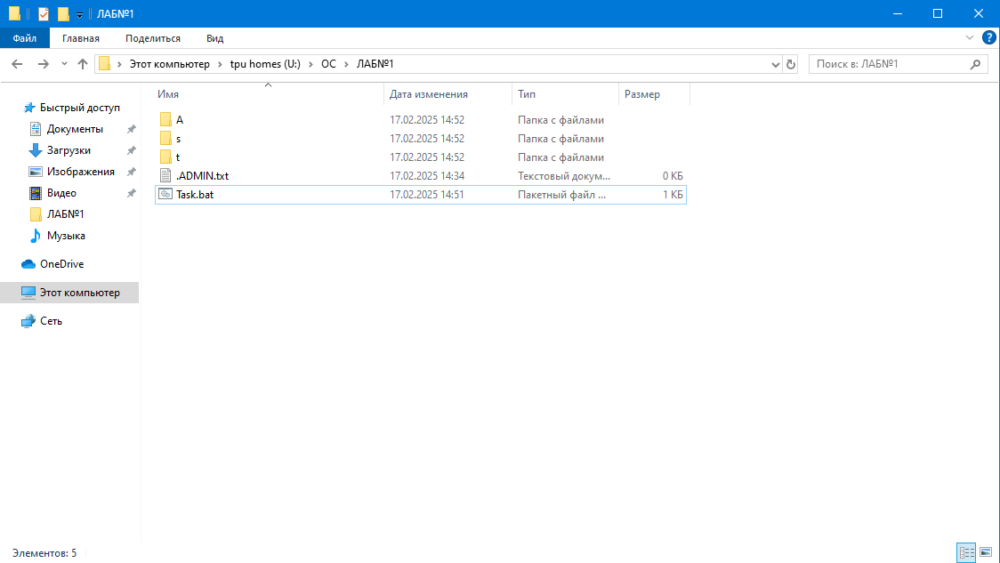 ЛАБ№1
Файл Главная Поделиться Вид ?
Этот компьютер > tpu homes (U:) > ОС > ЛАБ№1 Поиск в: ЛАБ№1
Быстрый доступ
Документы
Загрузки
Изображения
Видео
ЛАБ№1
Музыка
OneDrive
Этот компьютер
Сеть
Имя Дата изменения Тип Размер
A 17.02.2025 14:52 Папка с файлами
s 17.02.2025 14:52 Папка с файлами
t 17.02.2025 14:52 Папка с файлами
.ADMIN.txt 17.02.2025 14:34 Текстовый докум... 0 КБ
Task.bat 17.02.2025 14:51 Пакетный файл ... 1 КБ
Элементов: 5